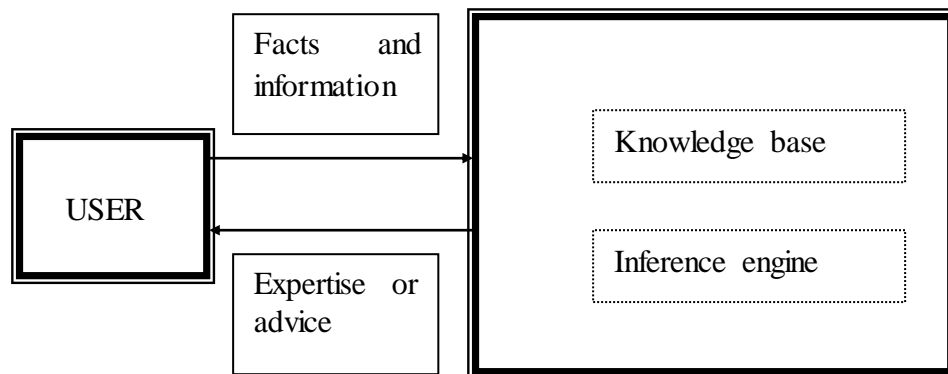 Facts and
information
Knowledge base
USER
Inference engine
Expertise or
advice